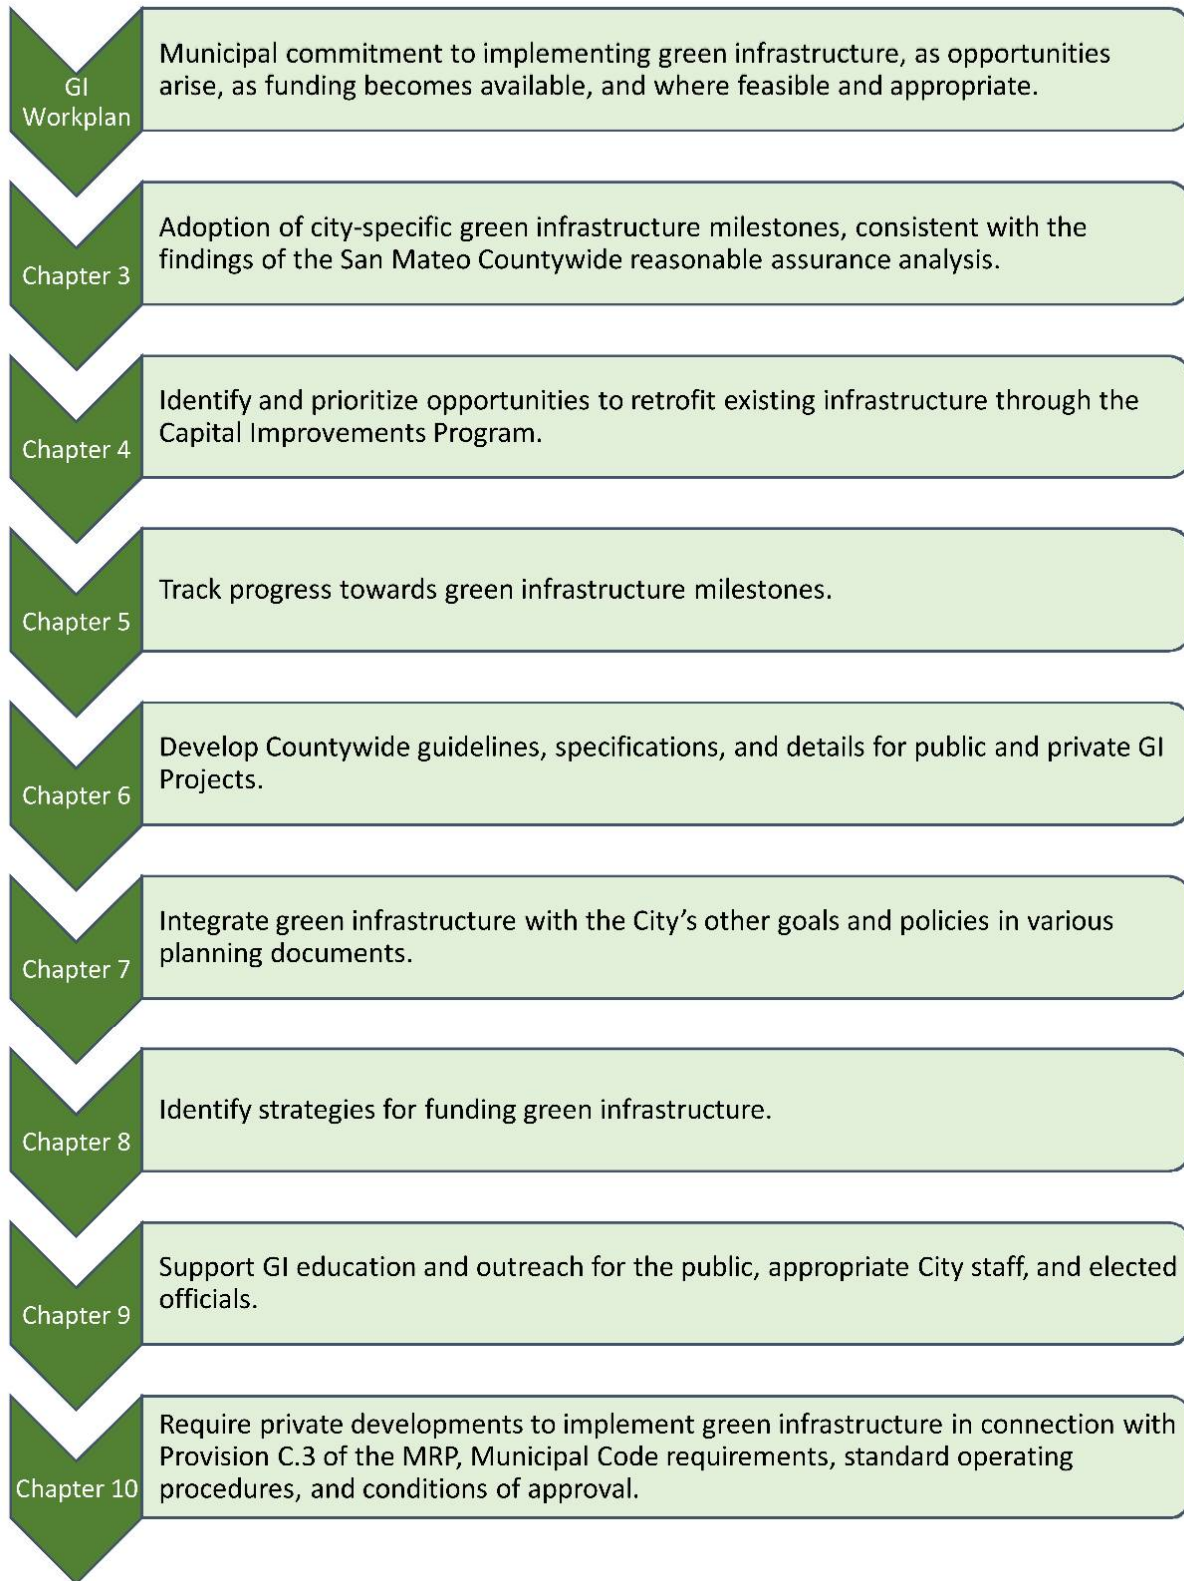 GI
Workplan
Municipal commitment to implementing green infrastructure, as opportunities
arise, as funding becomes available, and where feasible and appropriate.
Chapter 3
Adoption of city-specific green infrastructure milestones, consistent with the
findings of the San Mateo Countywide reasonable assurance analysis.
Chapter 4
Identify and prioritize opportunities to retrofit existing infrastructure through the
Capital Improvements Program.
Chapter 5
Track progress towards green infrastructure milestones.
Chapter 6
Develop Countywide guidelines, specifications, and details for public and private GI
Projects.
Chapter 7
Integrate green infrastructure with the City’s other goals and policies in various
planning documents.
Chapter 8
Identify strategies for funding green infrastructure.
Chapter 9
Support GI education and outreach for the public, appropriate City staff, and elected
officials.
Chapter 10
Require private developments to implement green infrastructure in connection with
Provision C.3 of the MRP, Municipal Code requirements, standard operating
procedures, and conditions of approval.